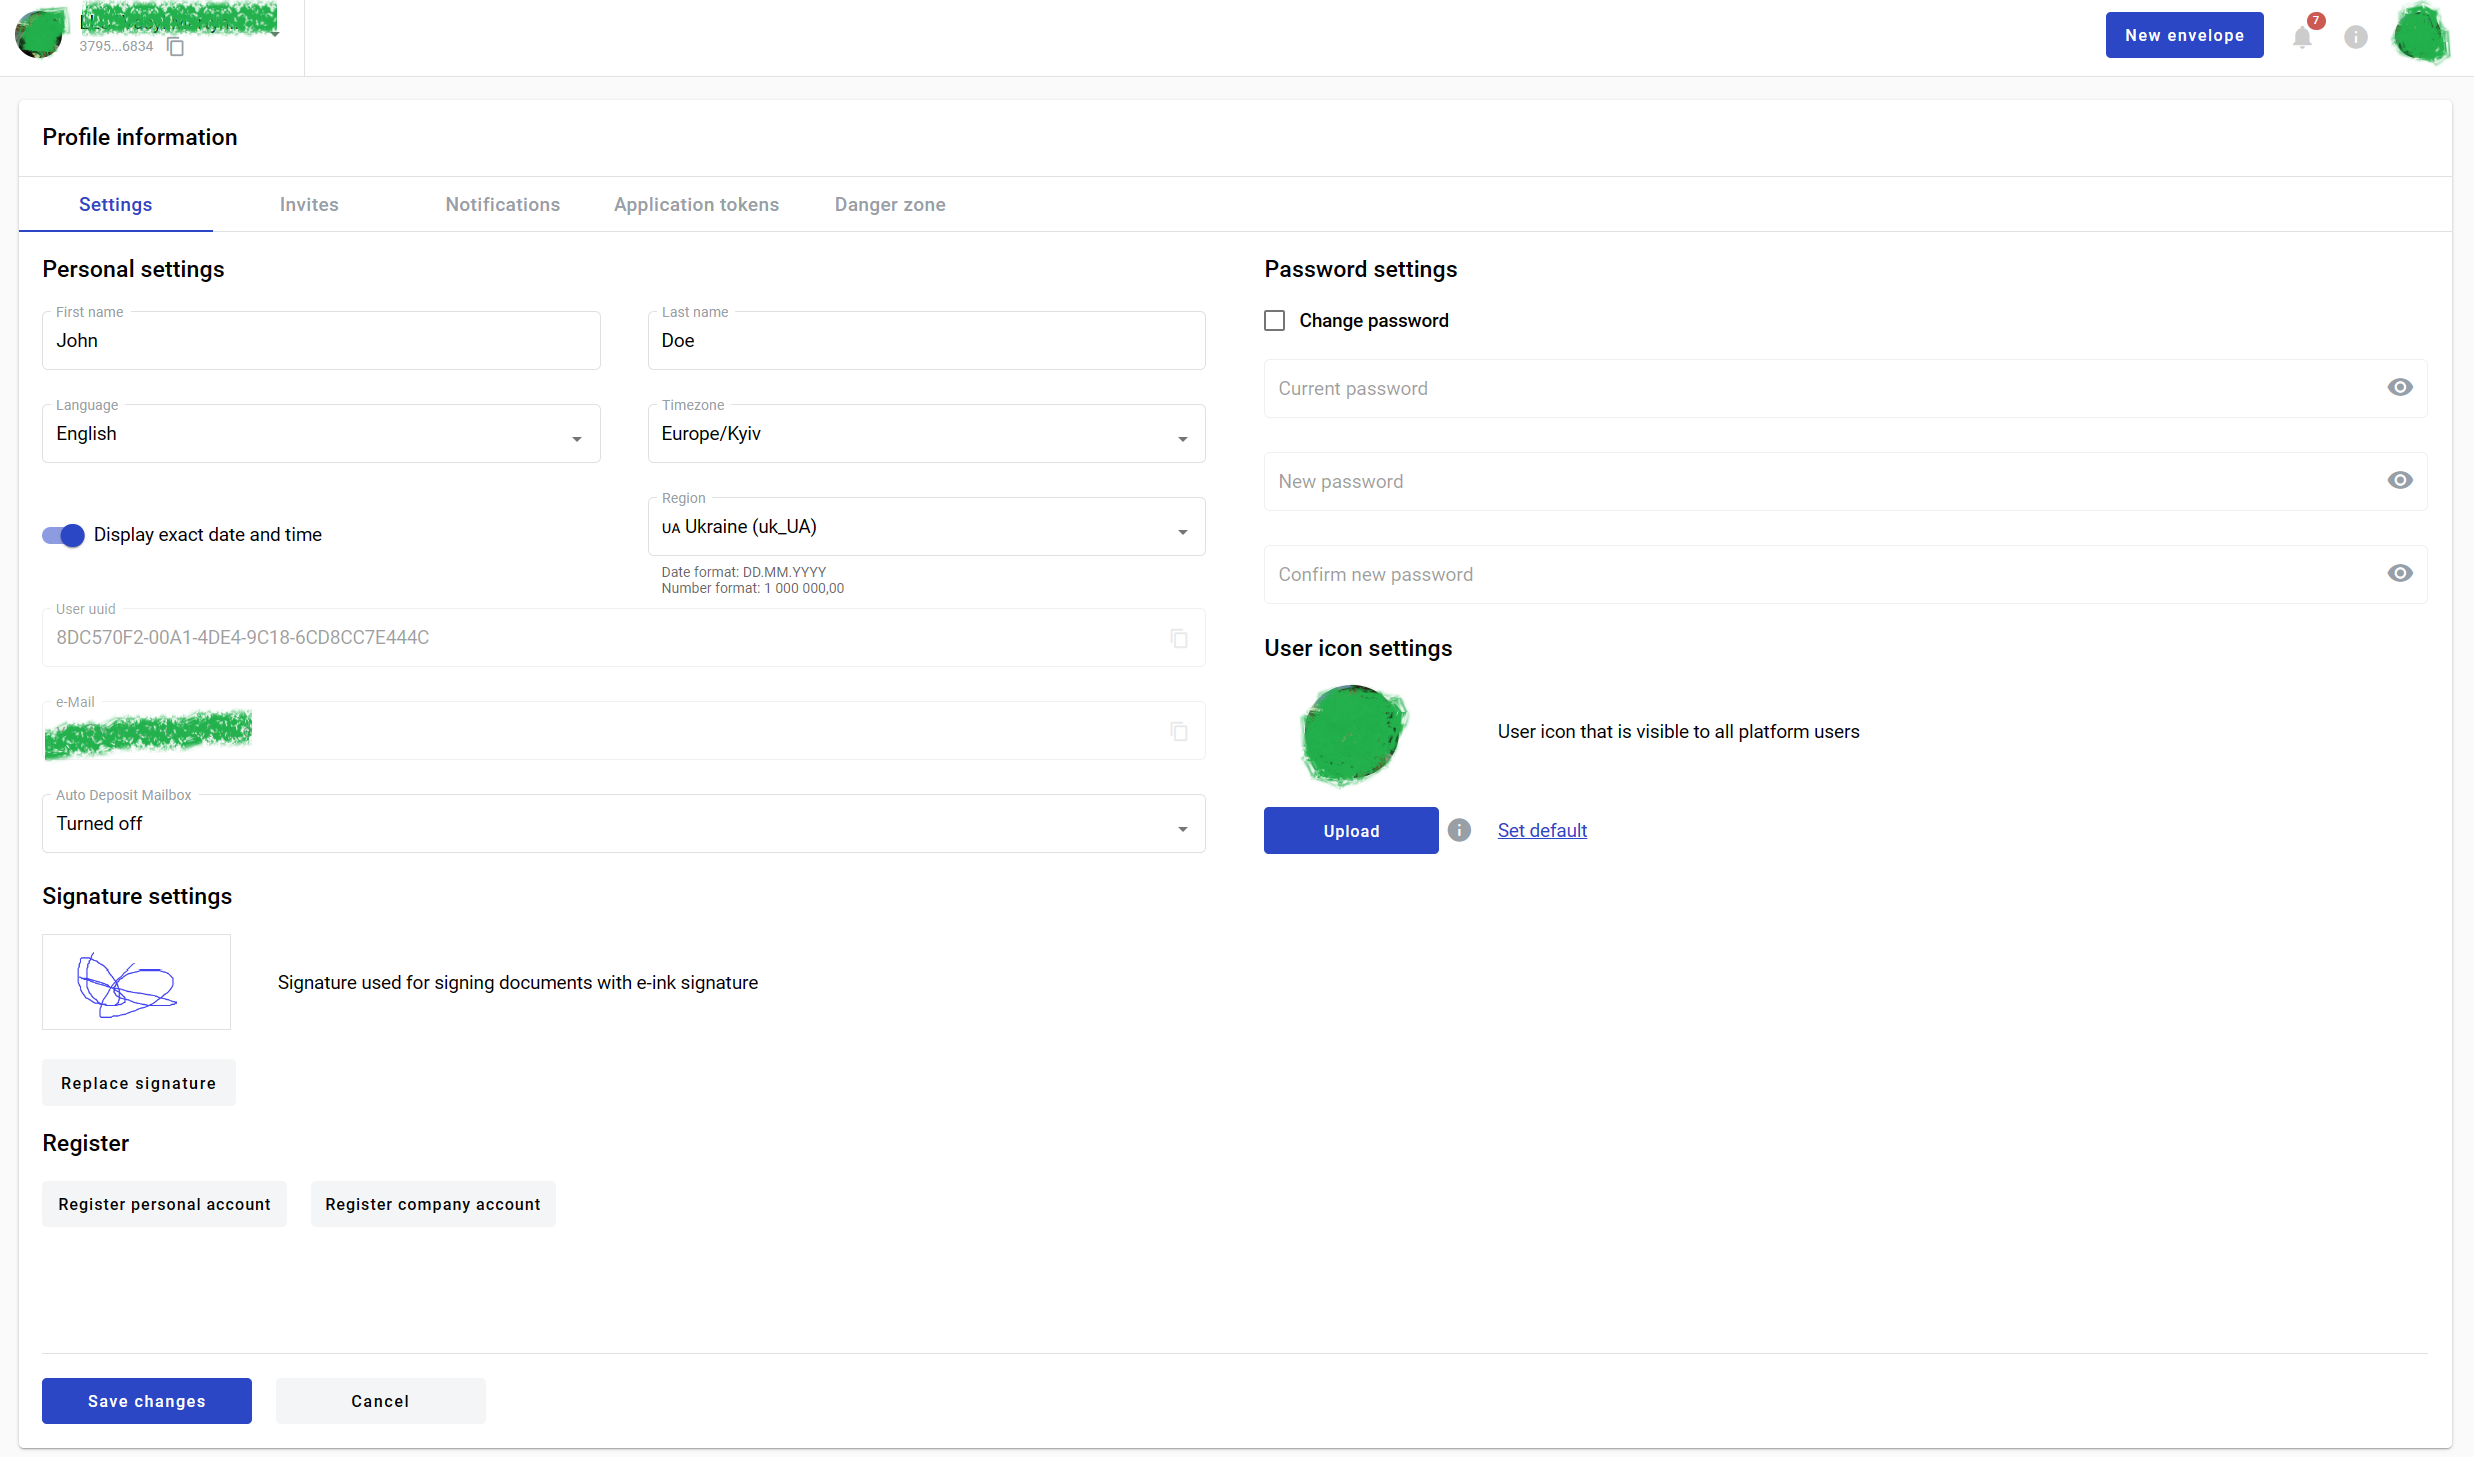 3795...6834
New envelope
7
Profile information
Settings
Invites
Notifications
Application tokens
Danger zone
Personal settings
First name
John
Last name
Doe
Language
English
Timezone
Europe/Kyiv
Display exact date and time
Region
UA Ukraine (uk_UA)
Date format: DD.MM.YYYY
Number format: 1 000 000,00
User uuid
8DC570F2-00A1-4DE4-9C18-6CD8CC7E444C
e-Mail
Auto Deposit Mailbox
Turned off
Signature settings
Signature used for signing documents with e-ink signature
Replace signature
Register
Register personal account
Register company account
Password settings
Change password
Current password
New password
Confirm new password
User icon settings
User icon that is visible to all platform users
Upload
Set default
Save changes
Cancel